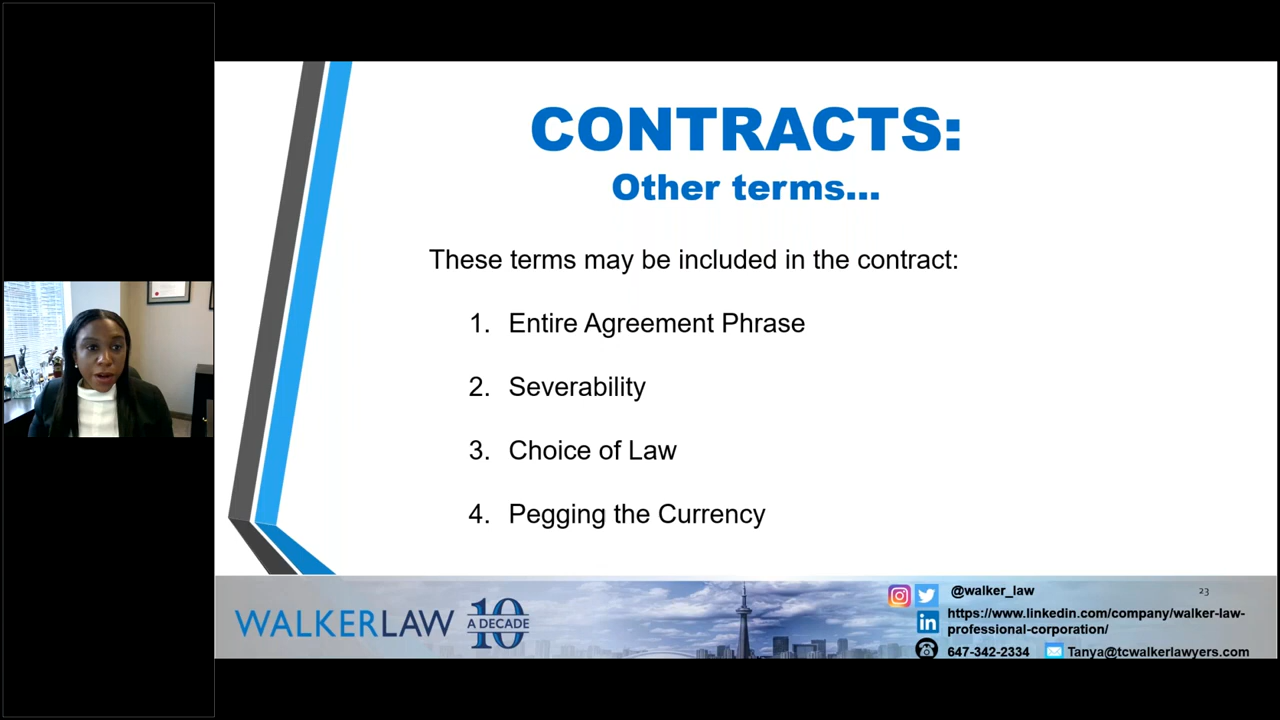 CONTRACTS:
Other terms...
These terms may be included in the contract:
1. Entire Agreement Phrase
2. Severability
3. Choice of Law
4. Pegging the Currency
WALKERLAW 10 A DECADE
@walker_law
23
https://www.linkedin.com/company/walker-law-
professional-corporation/
647-342-2334 Tanya@tcwalkerlawyers.com